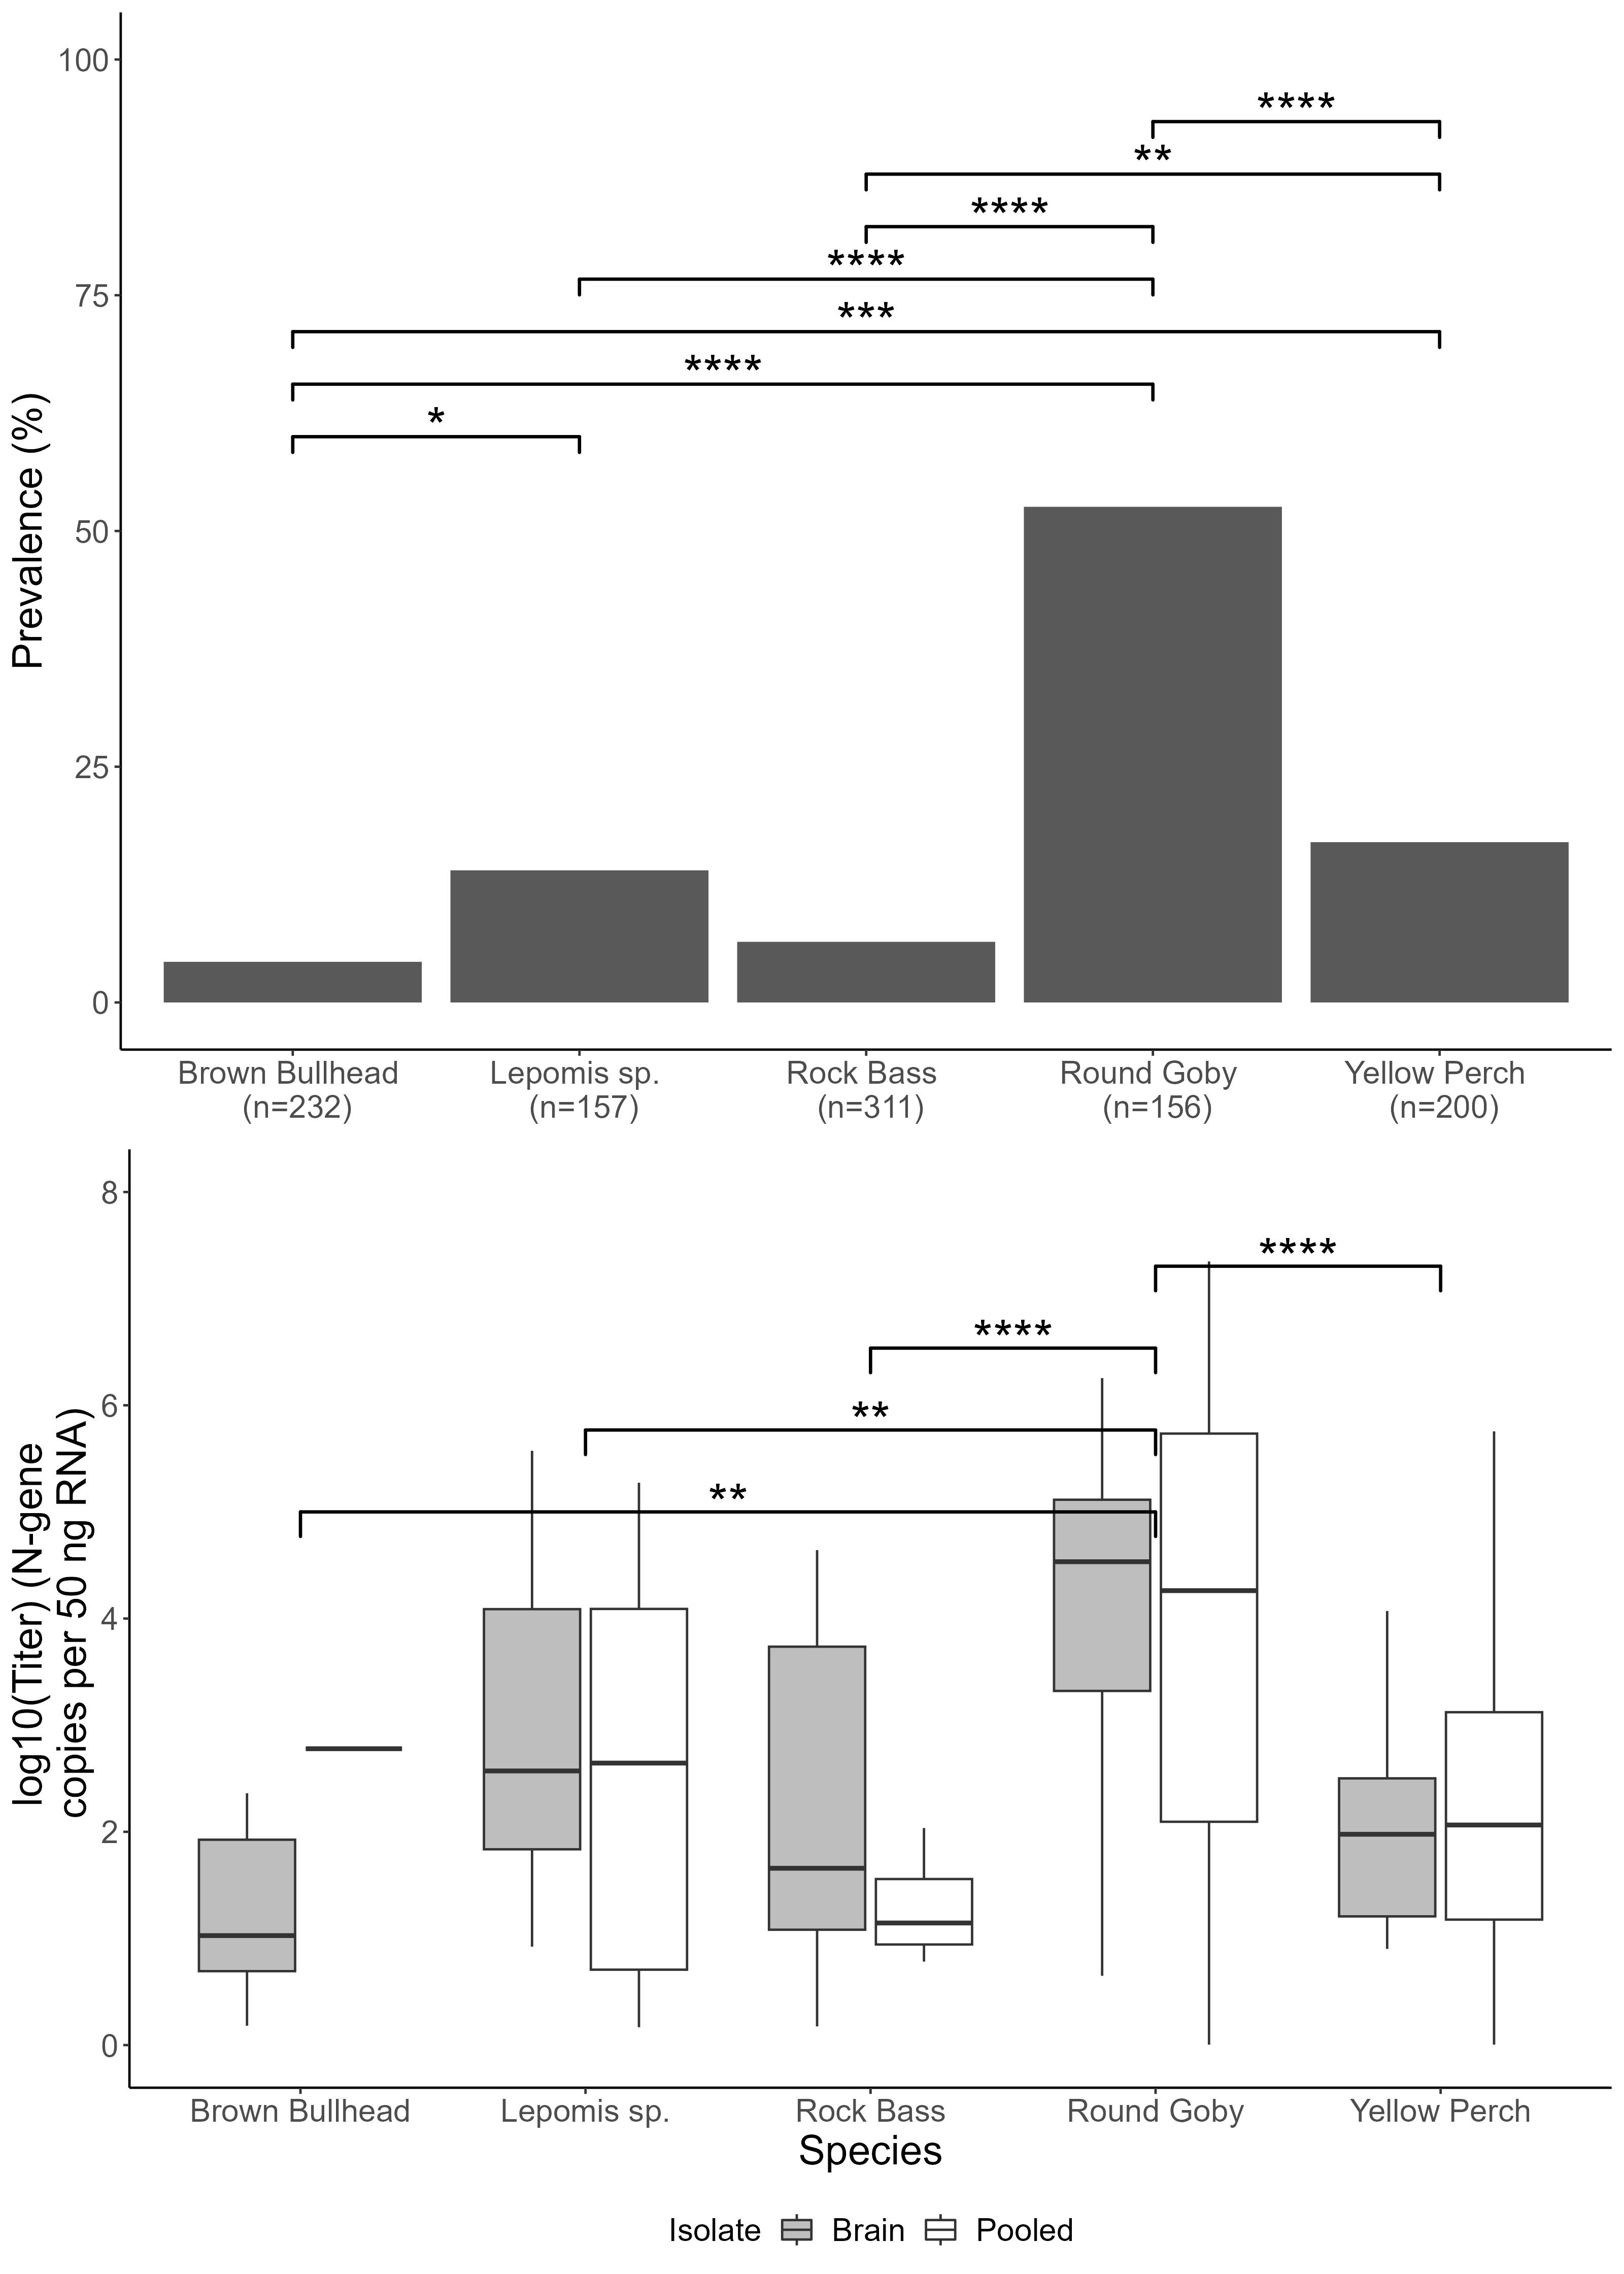 100
****
**
****
****
75
***
****
*
Prevalence (%)
50
25
0
Brown Bullhead
(n=232)
Lepomis sp.
(n=157)
Rock Bass
(n=311)
Round Goby
(n=156)
Yellow Perch
(n=200)
8
****
****
6
**
**
log10(Titer) (N-gene
copies per 50 ng RNA)
4
2
0
Brown Bullhead
Lepomis sp.
Rock Bass
Round Goby
Yellow Perch
Species
Isolate
Brain
Pooled